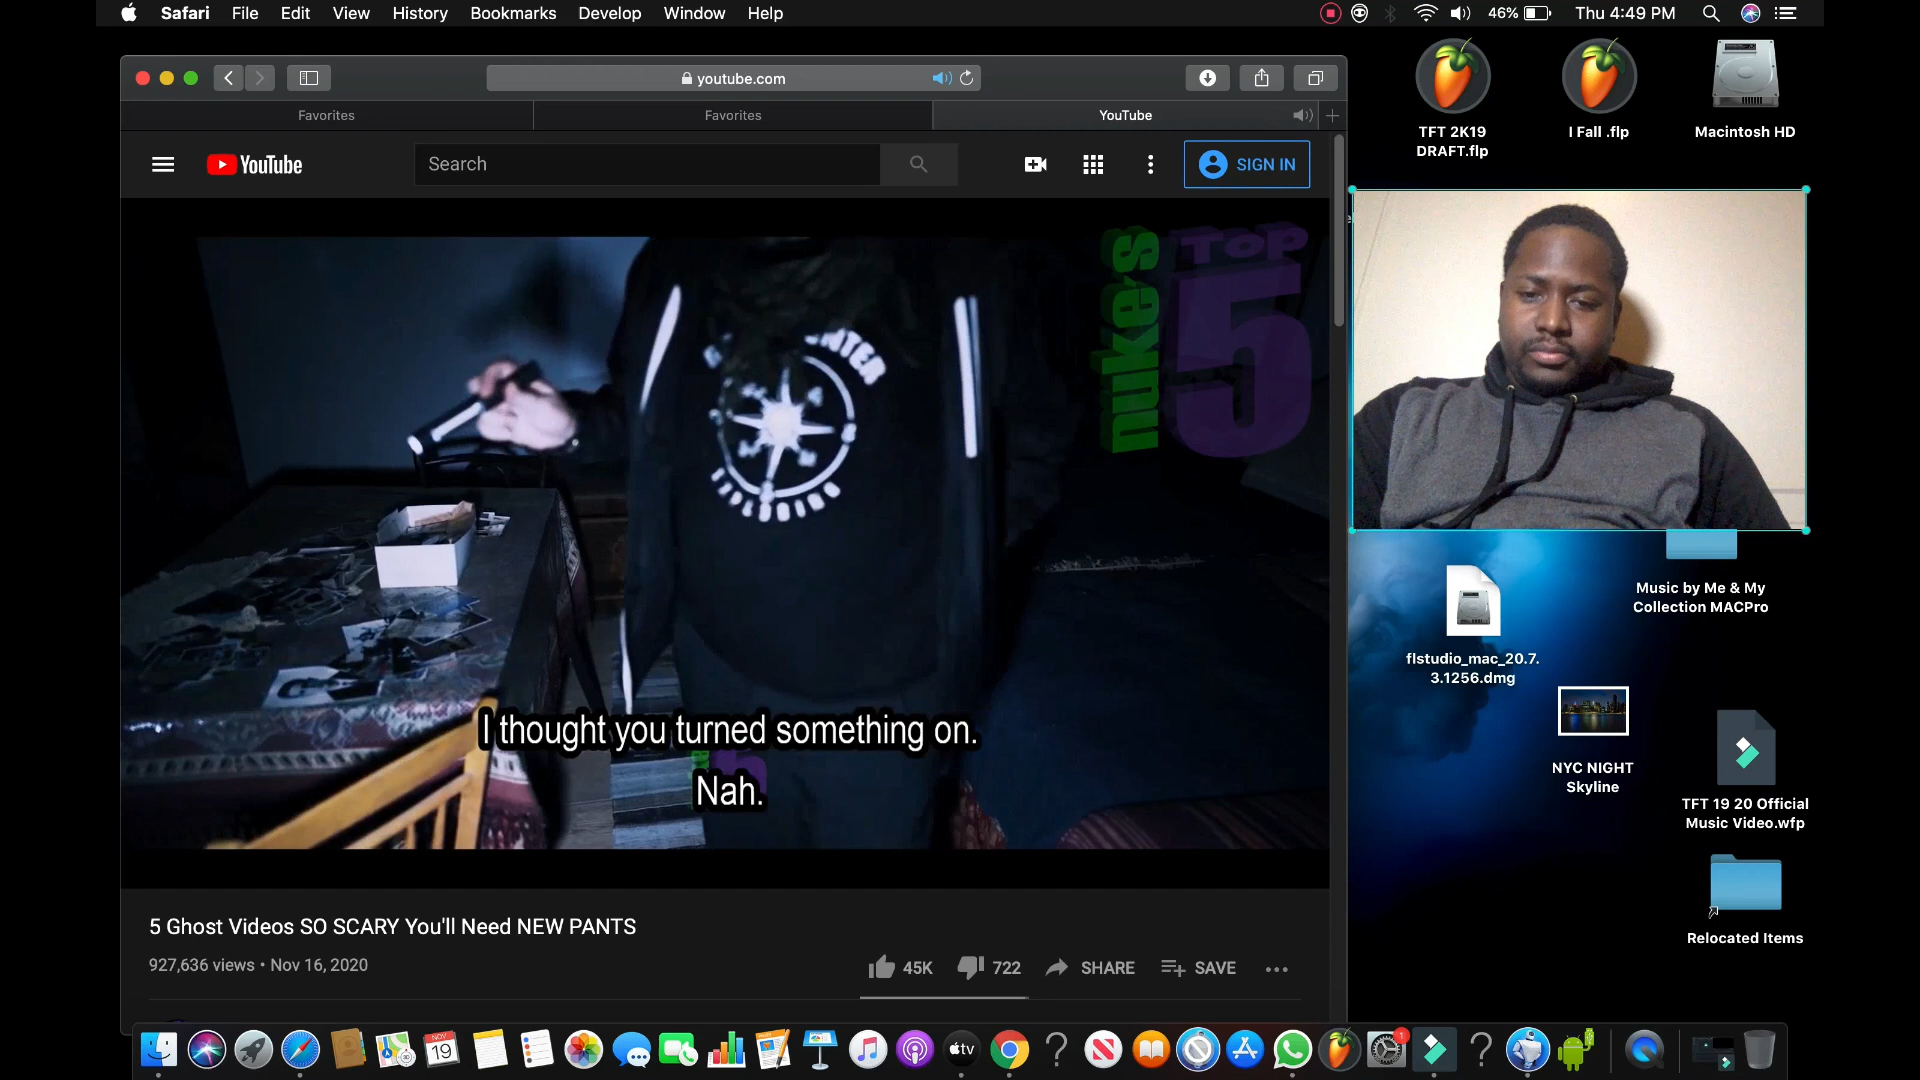 Safari File Edit View History Bookmarks Develop Window Help
46% Thu 4:49 PM
youtube.com
Favorites Favorites YouTube
YouTube
Search
SIGN IN
nuke's
TOP
5
I thought you turned something on.
Nah.
5 Ghost Videos SO SCARY You'll Need NEW PANTS
927,636 views • Nov 16, 2020
45K 722 SHARE SAVE
TFT 2K19
DRAFT.flp
I Fall .flp
Macintosh HD
Music by Me & My
Collection MACPro
flstudio_mac_20.7.
3.1256.dmg
NYC NIGHT
Skyline
TFT 19 20 Official
Music Video.wfp
Relocated Items
NOV
19
tv
1